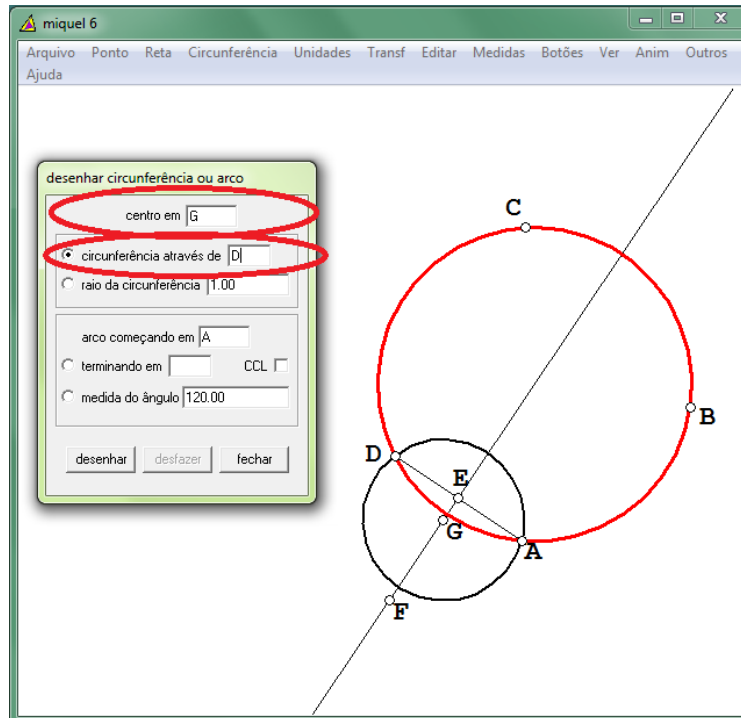 miquel 6
Arquivo Ponto Reta Circunferência Unidades Transf Editar Medidas Botões Ver Anim Outros
Ajuda
desenhar circunferência ou arco
centro em G
circunferência através de D
raio da circunferência 1.00
arco começando em A
terminando em CCL
medida do ângulo 120.00
desenhar desfazer fechar
C
B
D
E
G
A
F